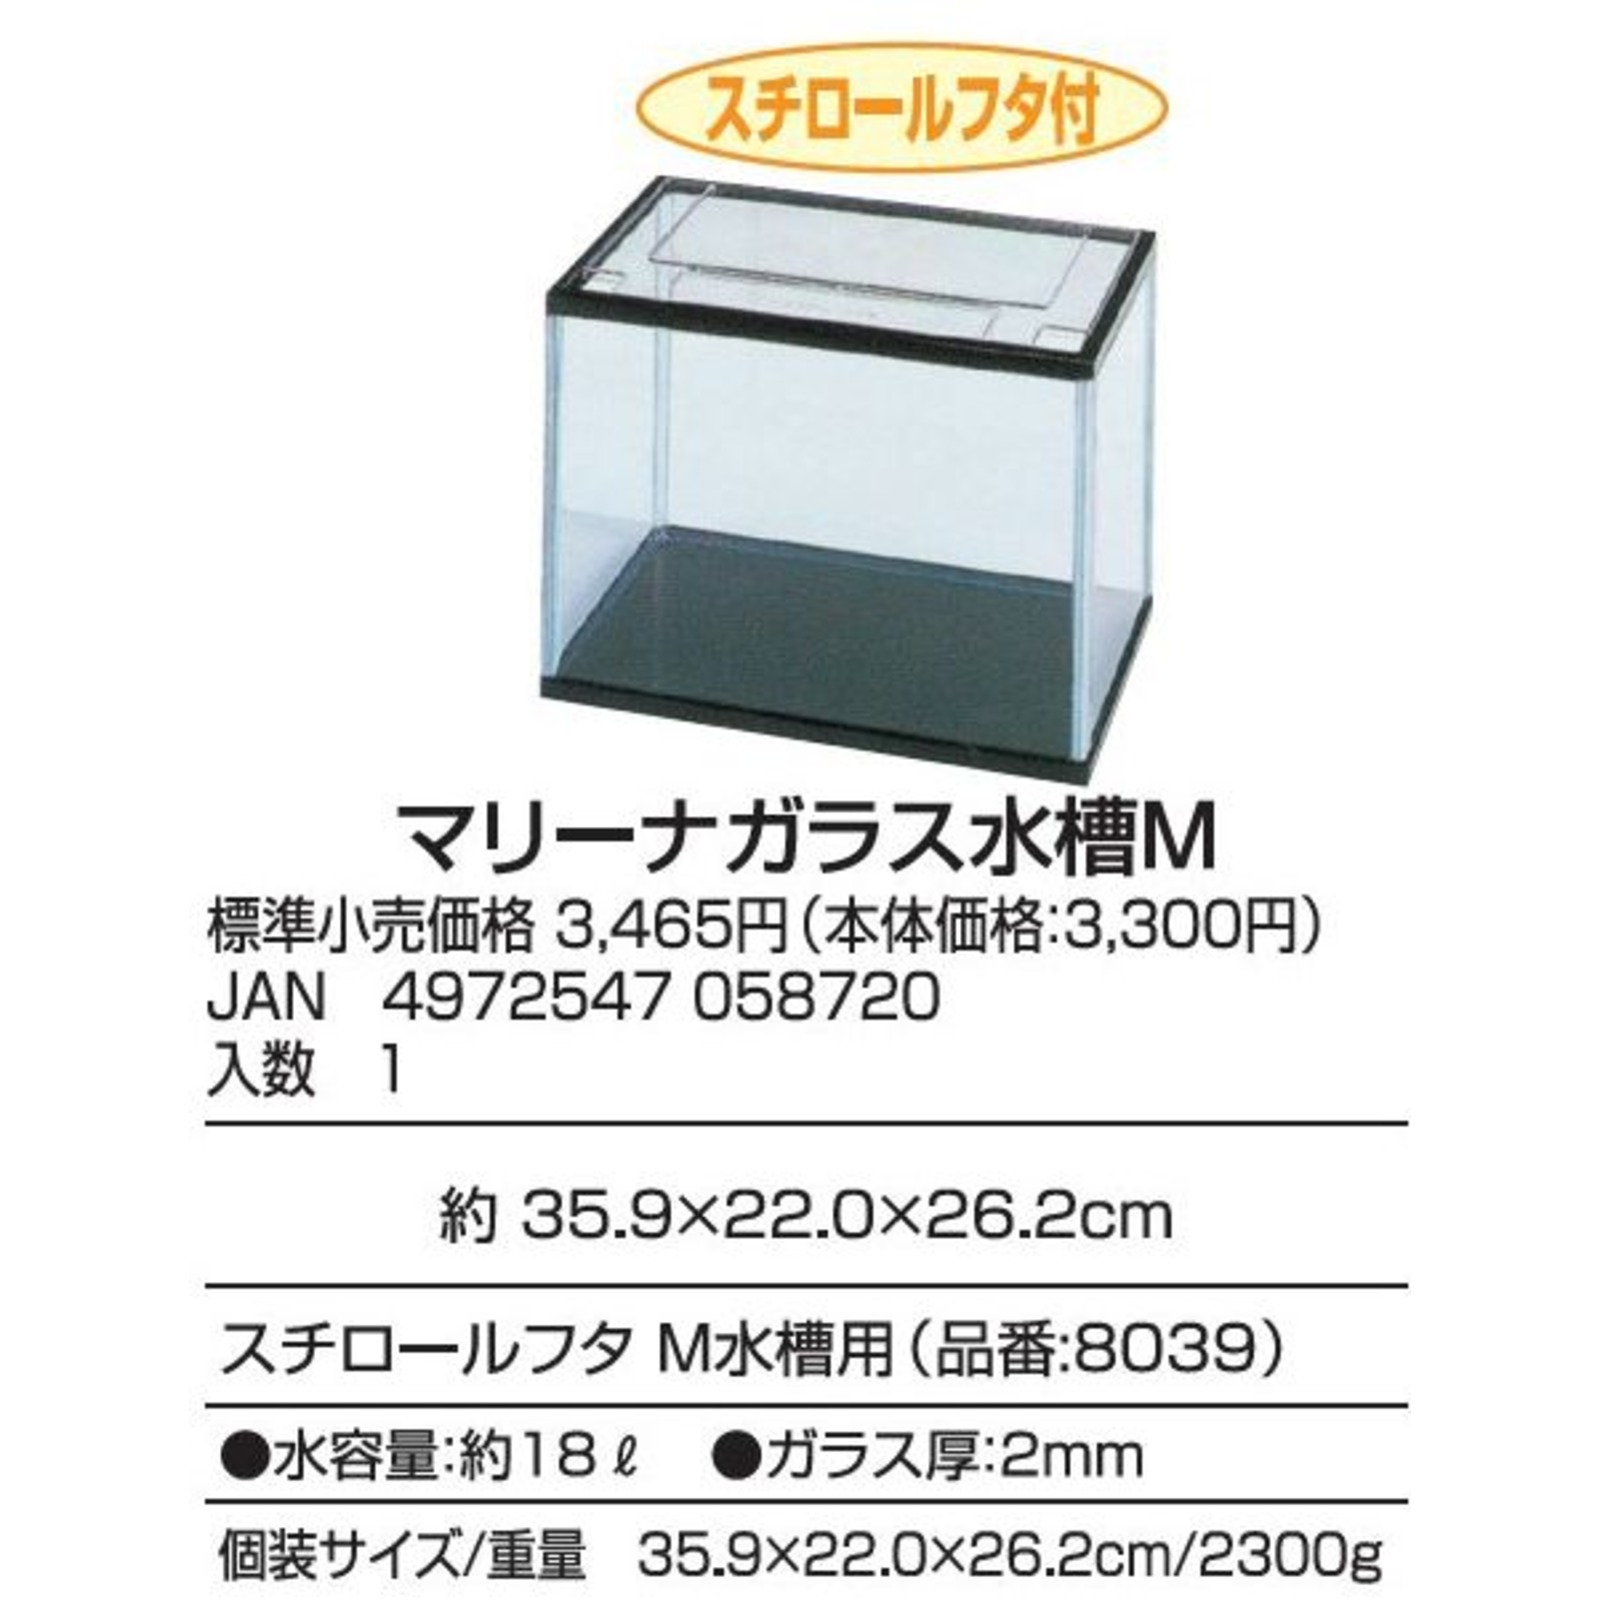 スチロールフタ付
マリーナガラス水槽M
標準小売価格 3,465円（本体価格:3,300円）
JAN 4972547 058720
入数 1
約 35.9×22.0×26.2cm
スチロールフタ M水槽用（品番:8039）
●水容量:約18ℓ ●ガラス厚:2mm
個装サイズ/重量 35.9×22.0×26.2cm/2300g